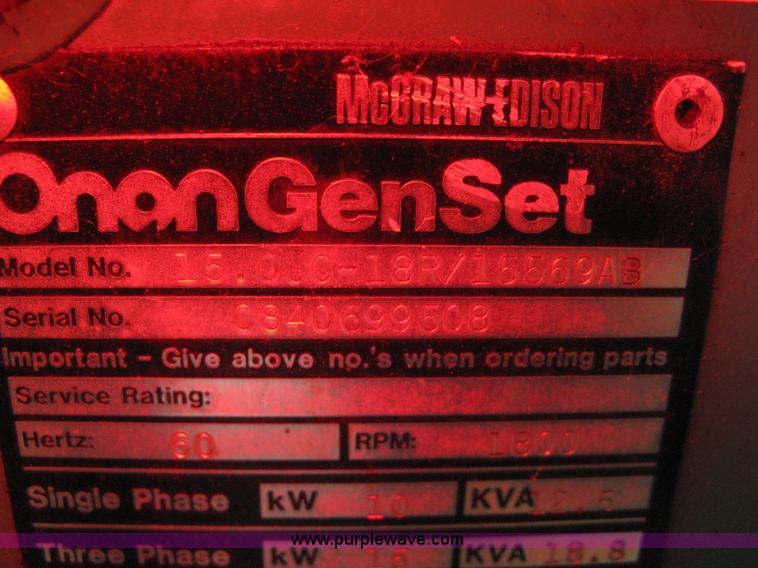 McGRAW-EDISON
Onan GenSet
Model No. 15.0JC-18R/15569AB
Serial No. C840699508
Important - Give above no.'s when ordering parts
Service Rating:
Hertz: 60 RPM: 1800
Single Phase kW 10 KVA 12.5
www.purplewave.com
Three Phase kW 15 KVA 18.8